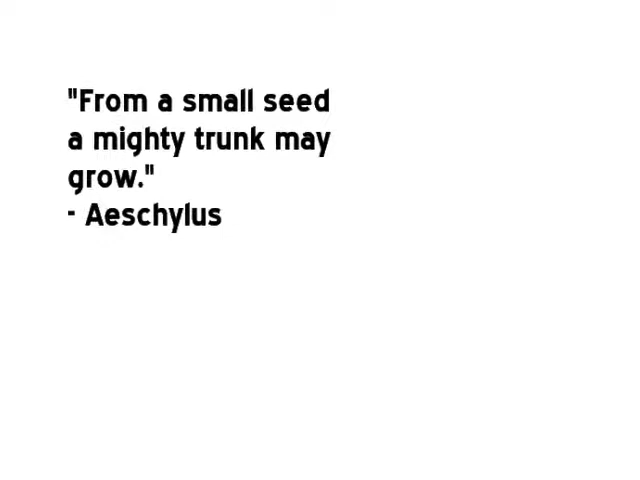 "From a small seed
a mighty trunk may
grow."
- Aeschylus